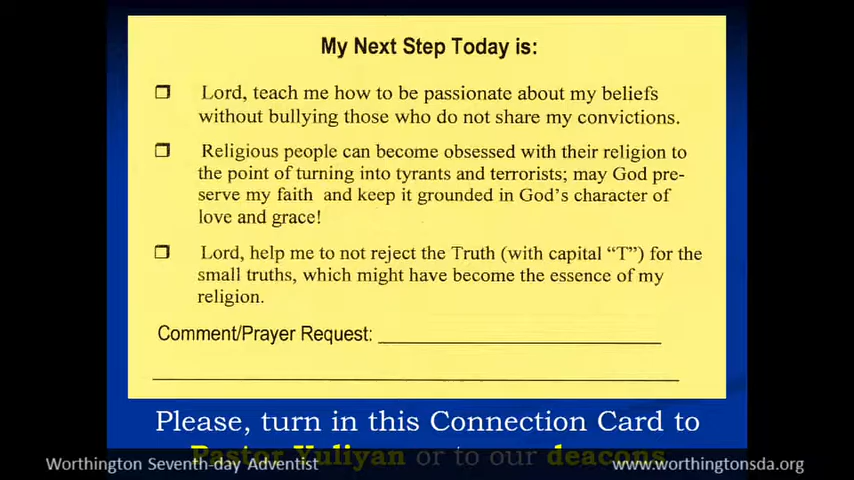 My Next Step Today is:
Lord, teach me how to be passionate about my beliefs
without bullying those who do not share my convictions.
Religious people can become obsessed with their religion to
the point of turning into tyrants and terrorists; may God pre-
serve my faith and keep it grounded in God's character of
love and grace!
Lord, help me to not reject the Truth (with capital “T”) for the
small truths, which might have become the essence of my
religion.
Comment/Prayer Request:
Please, turn in this Connection Card to
Pastor Yuliyan or to our deacons
Worthington Seventh-day Adventist
www.worthingtonsda.org